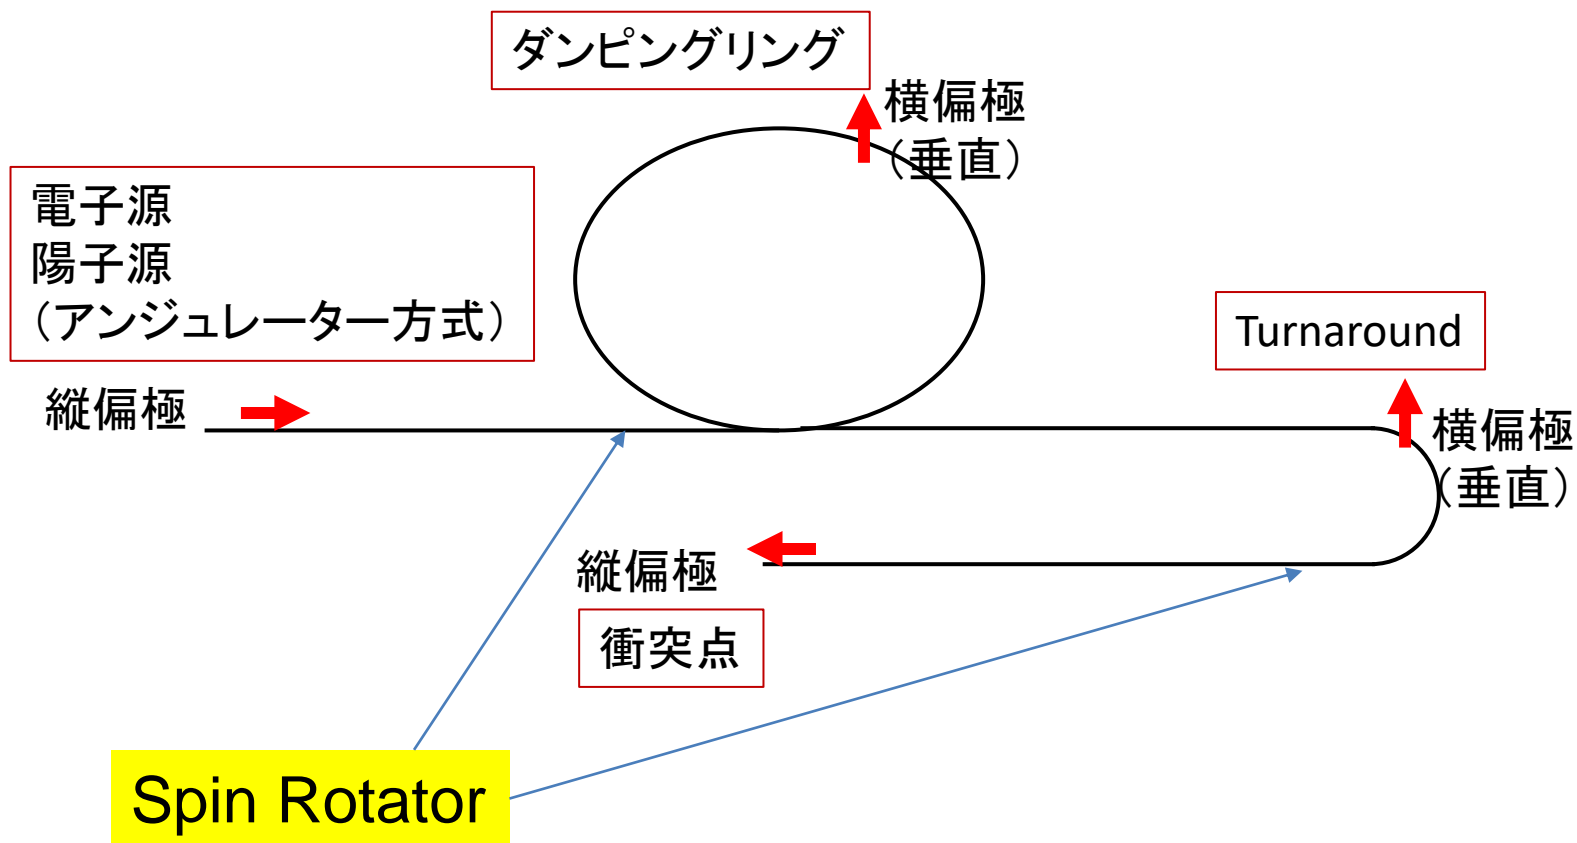 ダンピングリング
横偏極
（垂直）
電子源
陽子源
（アンジュレーター方式）
縦偏極
Turnaround
横偏極
（垂直）
縦偏極
衝突点
Spin Rotator